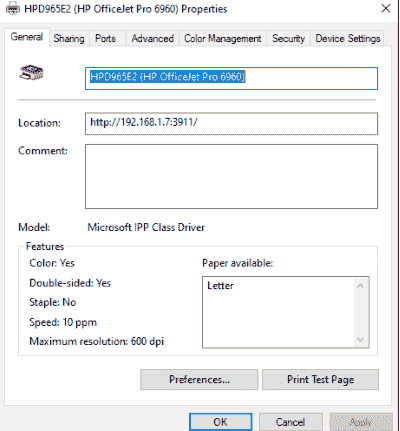 HPD965E2 (HP OfficeJet Pro 6960) Properties
General Sharing Ports Advanced Color Management Security Device Settings
HPD965E2 (HP OfficeJet Pro 6960)
Location: http://192.168.1.7:3911/
Comment:
Model: Microsoft IPP Class Driver
Features
Color: Yes
Paper available:
Double-sided: Yes
Letter
Staple: No
Speed: 10 ppm
Maximum resolution: 600 dpi
Preferences... Print Test Page
OK Cancel Apply